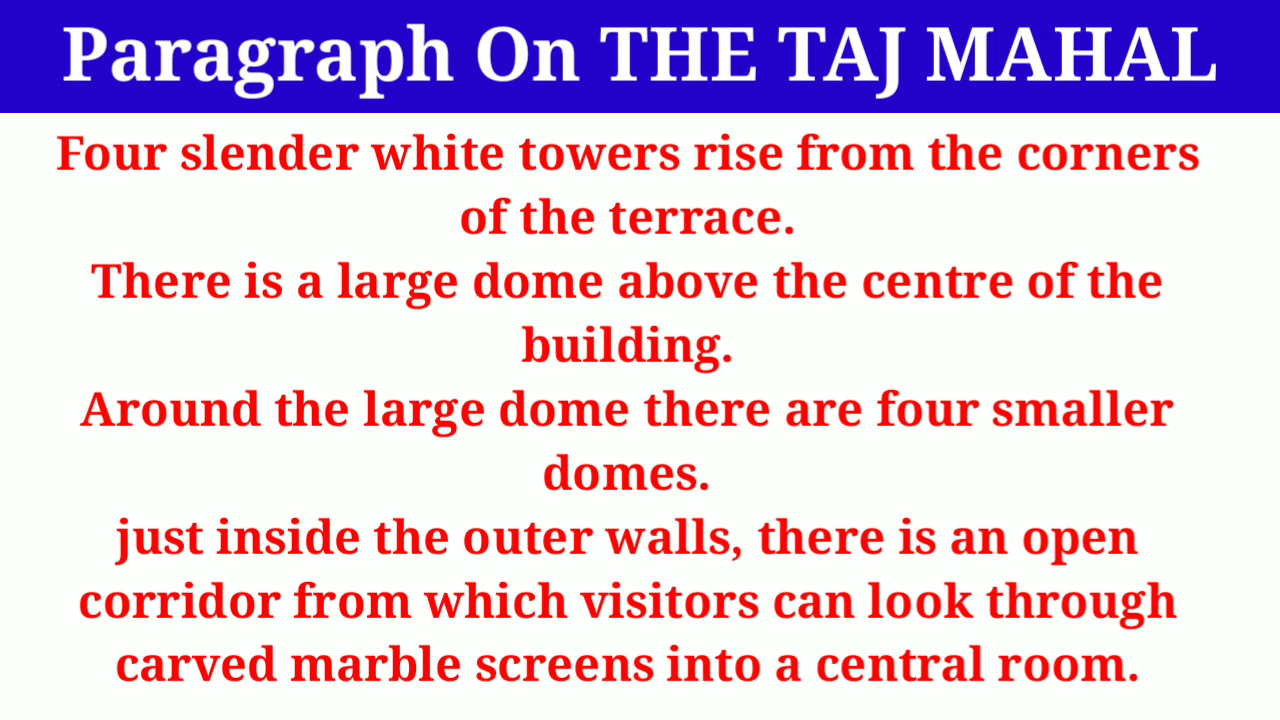 Paragraph On THE TAJ MAHAL
Four slender white towers rise from the corners
of the terrace.
There is a large dome above the centre of the
building.
Around the large dome there are four smaller
domes.
just inside the outer walls, there is an open
corridor from which visitors can look through
carved marble screens into a central room.